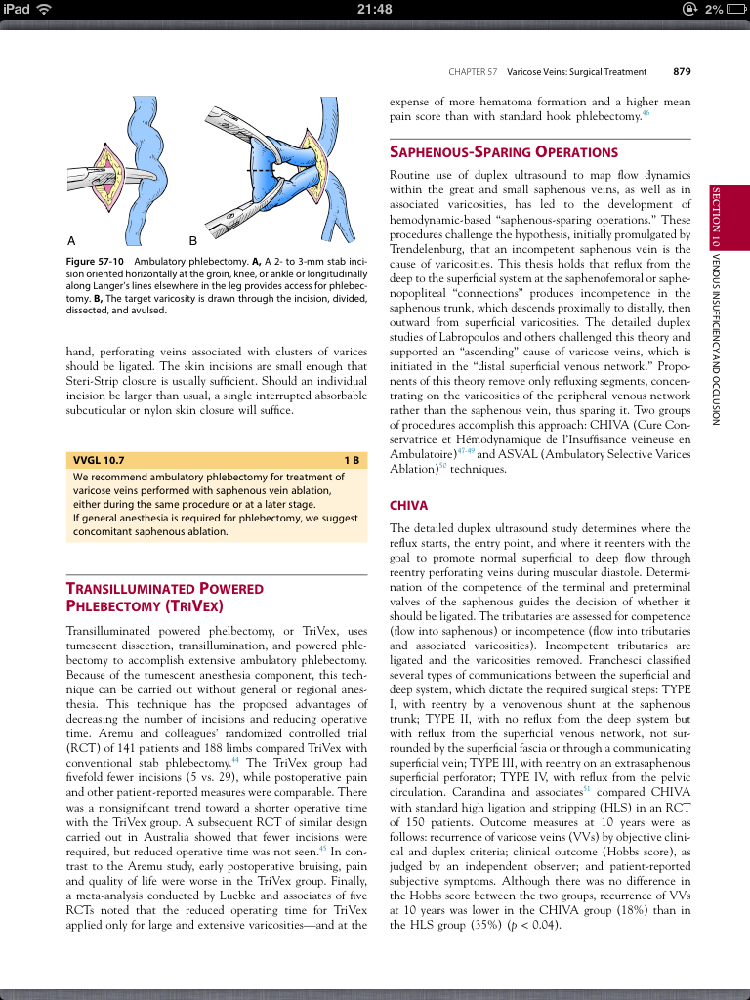 iPad
21:48
2%
CHAPTER 57 Varicose Veins: Surgical Treatment 879
A
B
Figure 57-10 Ambulatory phlebectomy. A, A 2- to 3-mm stab inci-
sion oriented horizontally at the groin, knee, or ankle or longitudinally
along Langer's lines elsewhere in the leg provides access for phlebec-
tomy. B, The target varicosity is drawn through the incision, divided,
dissected, and avulsed.
hand, perforating veins associated with clusters of varices
should be ligated. The skin incisions are small enough that
Steri-Strip closure is usually sufficient. Should an individual
incision be larger than usual, a single interrupted absorbable
subcuticular or nylon skin closure will suffice.
VVGL 10.7 1 B
We recommend ambulatory phlebectomy for treatment of
varicose veins performed with saphenous vein ablation,
either during the same procedure or at a later stage.
If general anesthesia is required for phlebectomy, we suggest
concomitant saphenous ablation.
TRANSILLUMINATED POWERED
PHLEBECTOMY (TRIVEX)
Transilluminated powered phelbectomy, or TriVex, uses
tumescent dissection, transillumination, and powered phle-
bectomy to accomplish extensive ambulatory phlebectomy.
Because of the tumescent anesthesia component, this tech-
nique can be carried out without general or regional anes-
thesia. This technique has the proposed advantages of
decreasing the number of incisions and reducing operative
time. Aremu and colleagues' randomized controlled trial
(RCT) of 141 patients and 188 limbs compared TriVex with
conventional stab phlebectomy.44 The TriVex group had
fivefold fewer incisions (5 vs. 29), while postoperative pain
and other patient-reported measures were comparable. There
was a nonsignificant trend toward a shorter operative time
with the TriVex group. A subsequent RCT of similar design
carried out in Australia showed that fewer incisions were
required, but reduced operative time was not seen.45 In con-
trast to the Aremu study, early postoperative bruising, pain
and quality of life were worse in the TriVex group. Finally,
a meta-analysis conducted by Luebke and associates of five
RCTs noted that the reduced operating time for TriVex
applied only for large and extensive varicosities—and at the
expense of more hematoma formation and a higher mean
pain score than with standard hook phlebectomy.46
SAPHENOUS-SPARING OPERATIONS
Routine use of duplex ultrasound to map flow dynamics
within the great and small saphenous veins, as well as in
associated varicosities, has led to the development of
hemodynamic-based "saphenous-sparing operations." These
procedures challenge the hypothesis, initially promulgated by
Trendelenburg, that an incompetent saphenous vein is the
cause of varicosities. This thesis holds that reflux from the
deep to the superficial system at the saphenofemoral or saphe-
nopopliteal "connections" produces incompetence in the
saphenous trunk, which descends proximally to distally, then
outward from superficial varicosities. The detailed duplex
studies of Labropoulos and others challenged this theory and
supported an "ascending" cause of varicose veins, which is
initiated in the "distal superficial venous network." Propo-
nents of this theory remove only refluxing segments, concen-
trating on the varicosities of the peripheral venous network
rather than the saphenous vein, thus sparing it. Two groups
of procedures accomplish this approach: CHIVA (Cure Con-
servatrice et Hémodynamique de l'Insuffisance veineuse en
Ambulatoire)47-49 and ASVAL (Ambulatory Selective Varices
Ablation)50 techniques.
CHIVA
The detailed duplex ultrasound study determines where the
reflux starts, the entry point, and where it reenters with the
goal to promote normal superficial to deep flow through
reentry perforating veins during muscular diastole. Determi-
nation of the competence of the terminal and preterminal
valves of the saphenous guides the decision of whether it
should be ligated. The tributaries are assessed for competence
(flow into saphenous) or incompetence (flow into tributaries
and associated varicosities). Incompetent tributaries are
ligated and the varicosities removed. Franchesci classified
several types of communications between the superficial and
deep system, which dictate the required surgical steps: TYPE
I, with reentry by a venovenous shunt at the saphenous
trunk; TYPE II, with no reflux from the deep system but
with reflux from the superficial venous network, not sur-
rounded by the superficial fascia or through a communicating
superficial vein; TYPE III, with reentry on an extrasaphenous
superficial perforator; TYPE IV, with reflux from the pelvic
circulation. Carandina and associates51 compared CHIVA
with standard high ligation and stripping (HLS) in an RCT
of 150 patients. Outcome measures at 10 years were as
follows: recurrence of varicose veins (VVs) by objective clini-
cal and duplex criteria; clinical outcome (Hobbs score), as
judged by an independent observer; and patient-reported
subjective symptoms. Although there was no difference in
the Hobbs score between the two groups, recurrence of VVs
at 10 years was lower in the CHIVA group (18%) than in
the HLS group (35%) (p < 0.04).
SECTION 10 VENOUS INSUFFICIENCY AND OCCLUSION